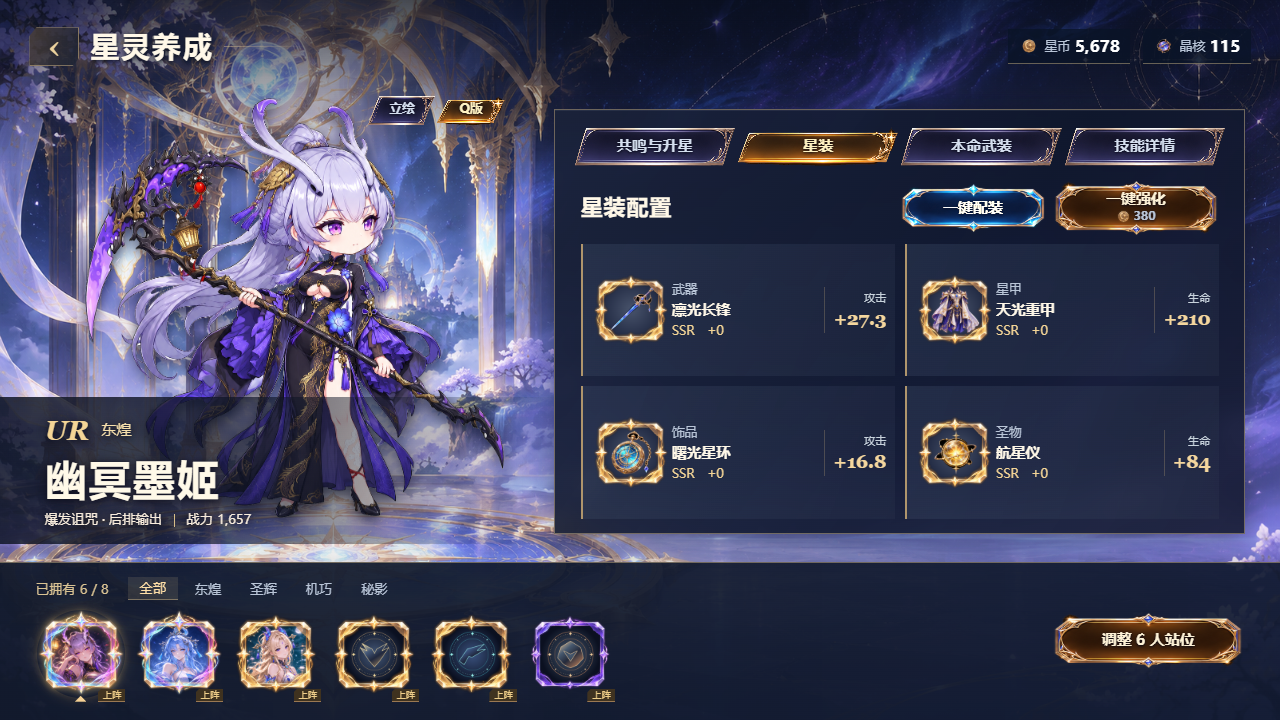 星灵养成
星币 5,678
晶核 115
立绘
Q版
共鸣与升星
星装
本命武装
技能详情
星装配置
一键配装
一键强化
380
武器
凛光长锋
SSR +0
攻击
+27.3
星甲
天光重甲
SSR +0
生命
+210
饰品
曙光星环
SSR +0
攻击
+16.8
圣物
航星仪
SSR +0
生命
+84
UR 东煌
幽冥墨姬
爆发诅咒 · 后排输出 | 战力 1,657
已拥有 6 / 8
全部
东煌
圣辉
机巧
秘影
上阵
上阵
上阵
上阵
上阵
上阵
调整 6 人站位